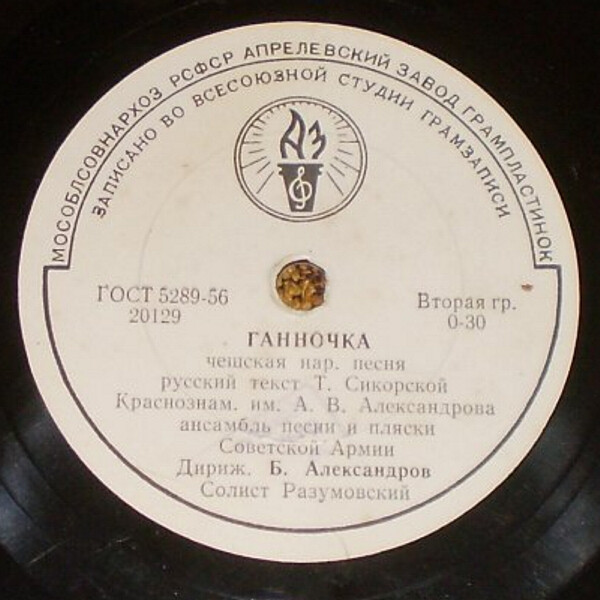 МОСОБЛСОВНАРХОЗ РСФСР АПРЕЛЕВСКИЙ ЗАВОД ГРАМПЛАСТИНОК
ЗАПИСАНО ВО ВСЕСОЮЗНОЙ СТУДИИ ГРАМЗАПИСИ
АЗ
ГОСТ 5289-56
20129
Вторая гр.
0-30
ГАННОЧКА
чешская нар. песня
русский текст Т. Сикорской
Краснознам. им. А. В. Александрова
ансамбль песни и пляски
Советской Армии
Дириж. Б. Александров
Солист Разумовский